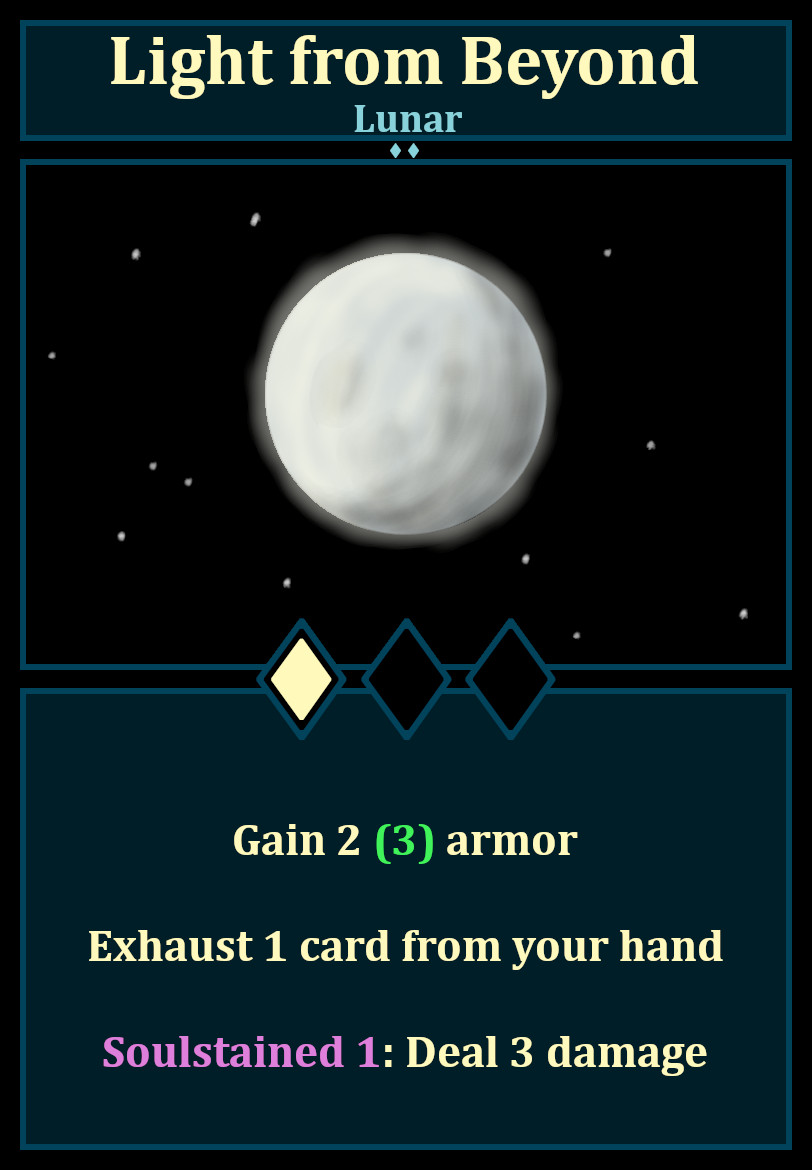 Light from Beyond
Lunar
Gain 2 (3) armor
Exhaust 1 card from your hand
Soulstained 1: Deal 3 damage